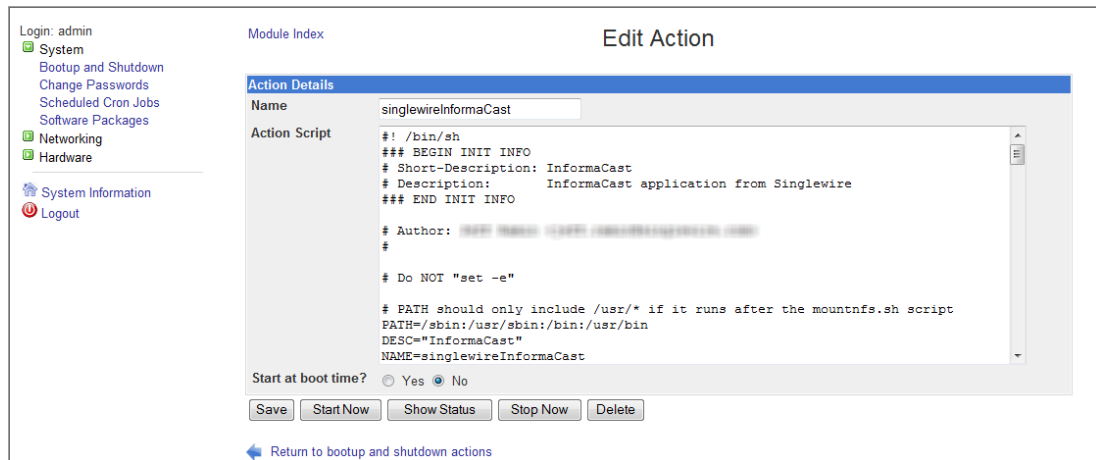 Login: admin
System
Bootup and Shutdown
Change Passwords
Scheduled Cron Jobs
Software Packages
Networking
Hardware
System Information
Logout
Module Index
Edit Action
Action Details
Name
singlewireInformaCast
Action Script
#! /bin/sh
### BEGIN INIT INFO
# Short-Description: InformaCast
# Description:       InformaCast application from Singlewire
### END INIT INFO
# Author:
#
# Do NOT "set -e"
# PATH should only include /usr/* if it runs after the mountnfs.sh script
PATH=/sbin:/usr/sbin:/bin:/usr/bin
DESC="InformaCast"
NAME=singlewireInformaCast
Start at boot time? Yes No
Save Start Now Show Status Stop Now Delete
Return to bootup and shutdown actions